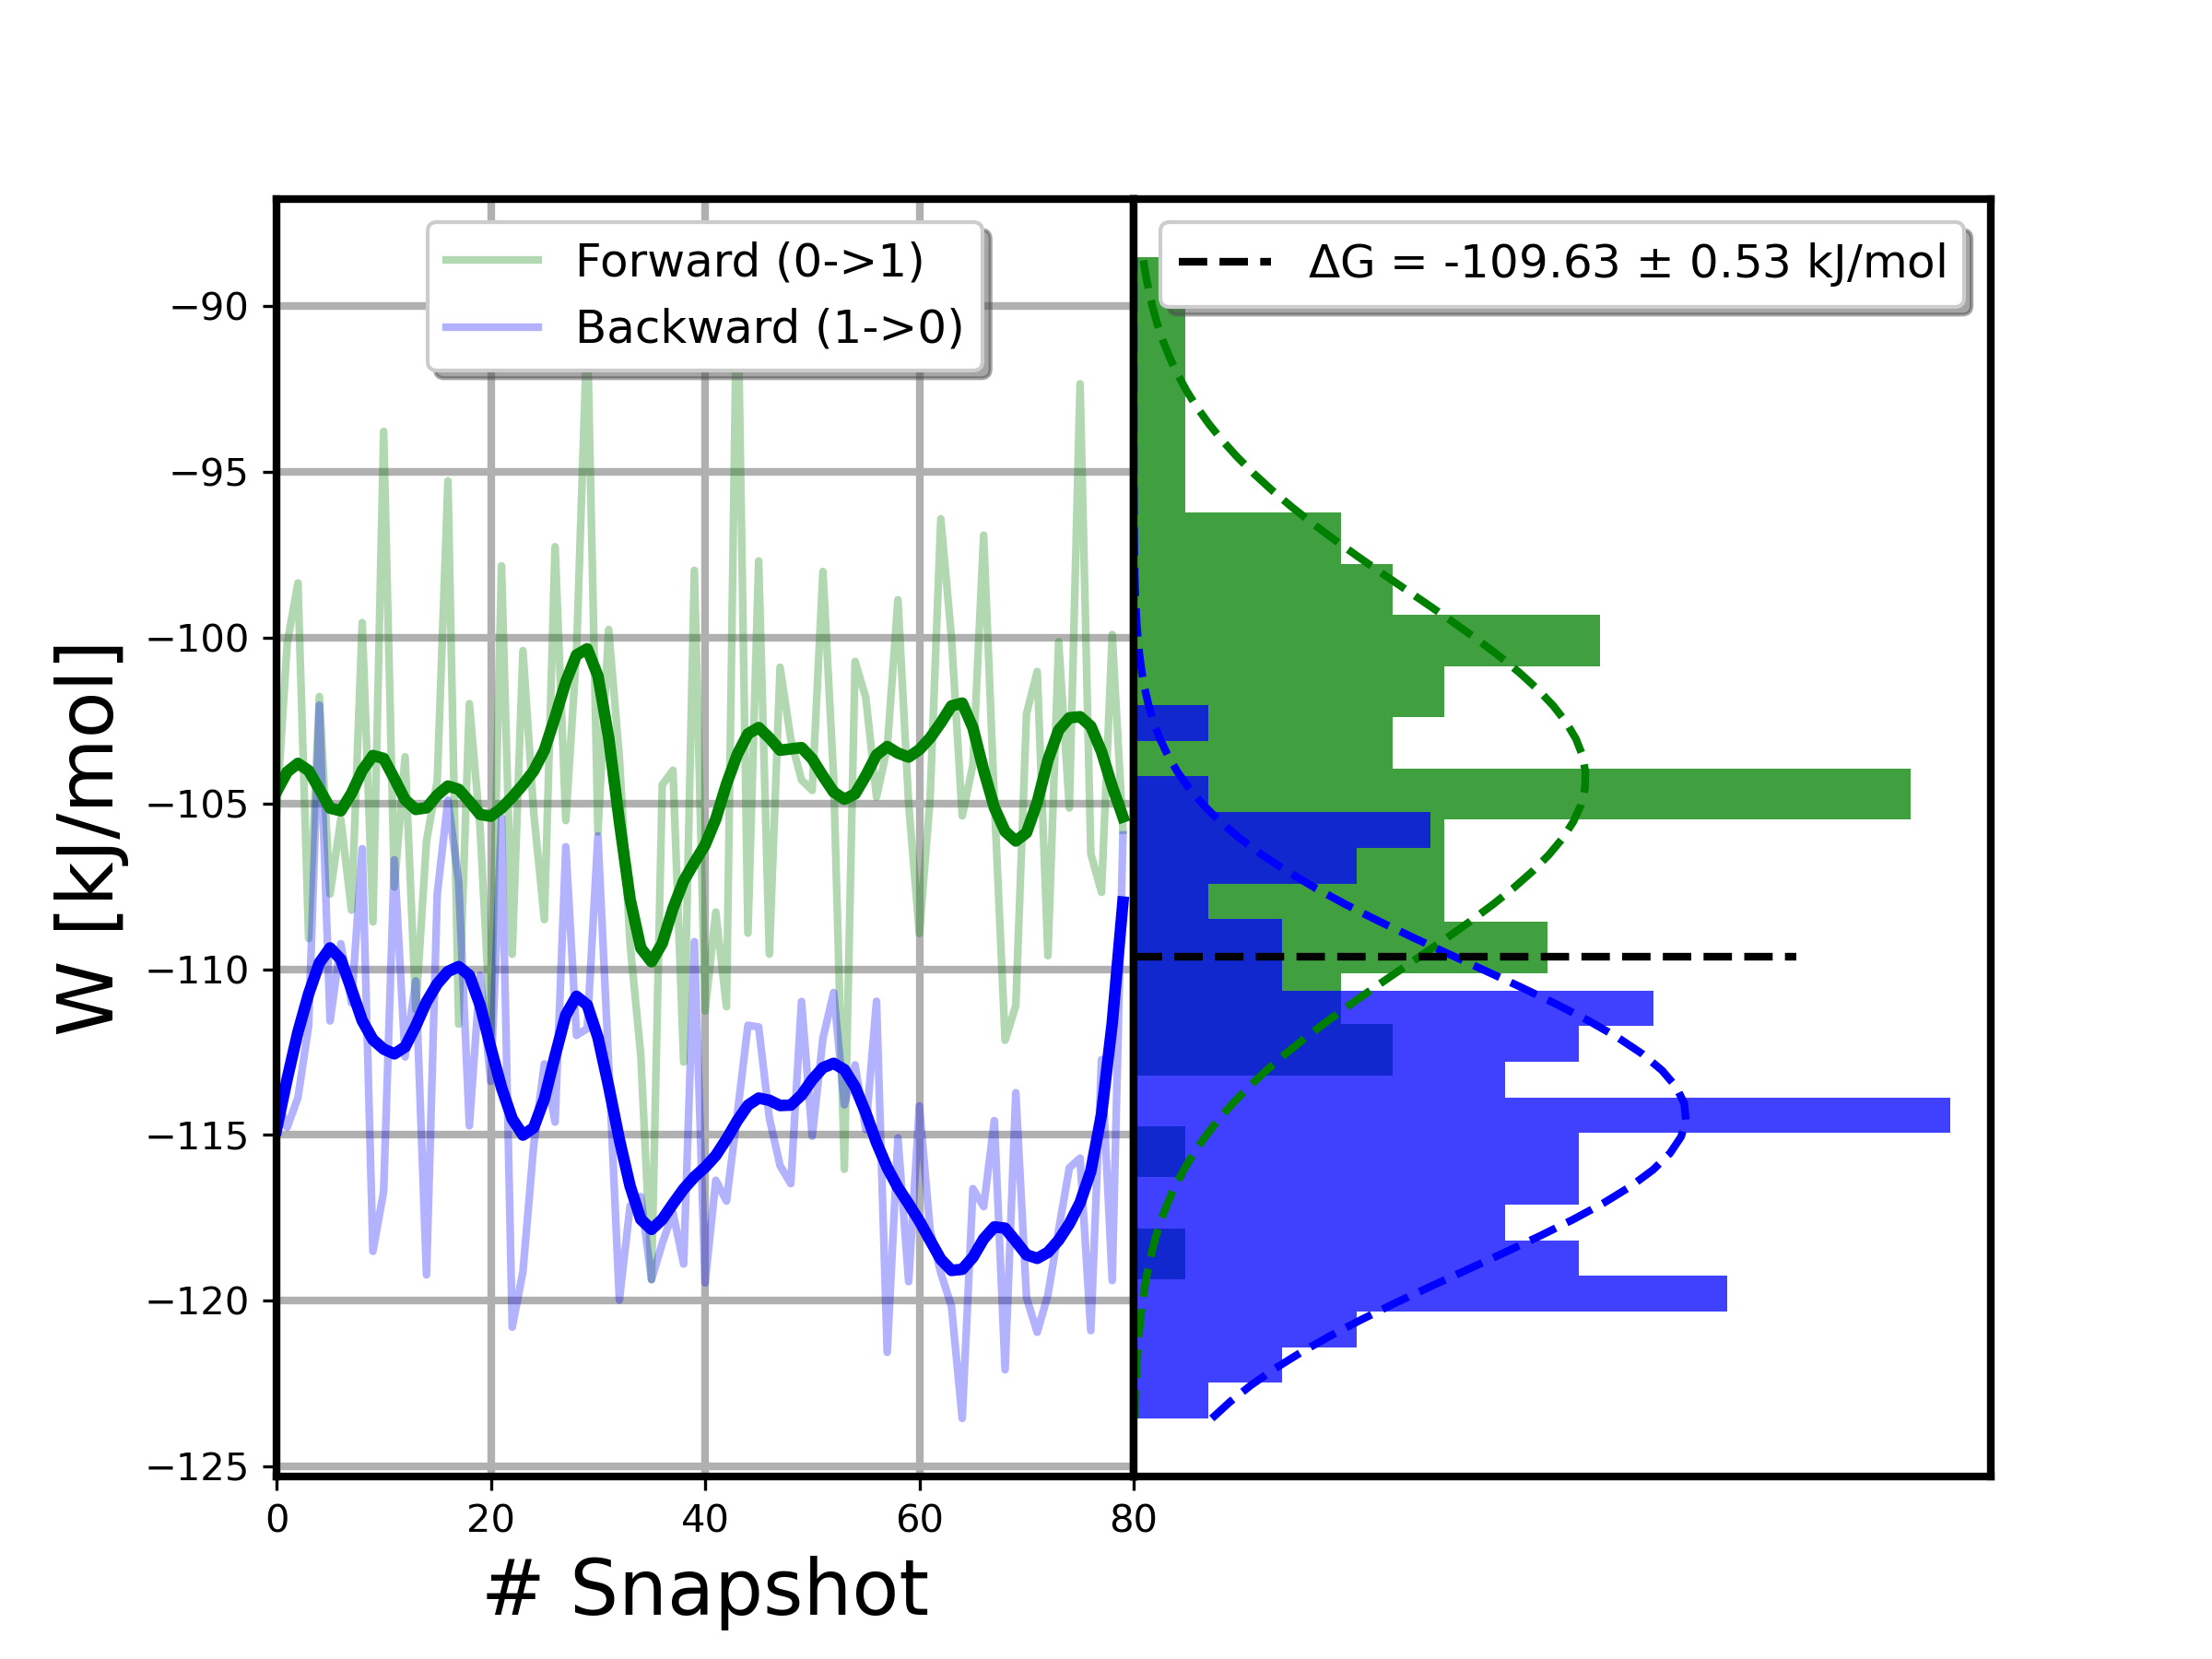 Forward (0->1)
Backward (1->0)
ΔG = -109.63 ± 0.53 kJ/mol
W [kJ/mol]
−90
−95
−100
−105
−110
−115
−120
−125
0 20 40 60 80
# Snapshot